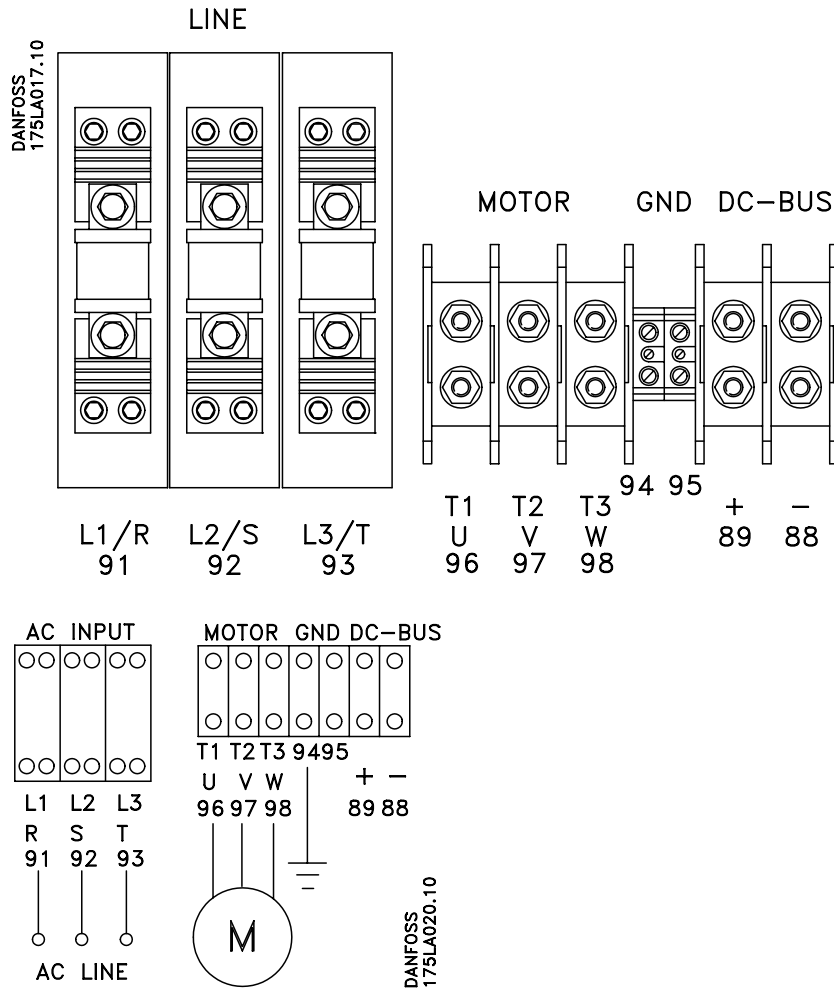 LINE
DANFOSS
175LA017.10
MOTOR GND DC-BUS
L1/R L2/S L3/T
91 92 93
94 95
T1 T2 T3 + -
U V W 89 88
96 97 98
AC INPUT
MOTOR GND DC-BUS
T1 T2 T3 94 95
U V W + -
96 97 98 89 88
L1 L2 L3
R S T
91 92 93
M
AC LINE
DANFOSS
175LA020.10